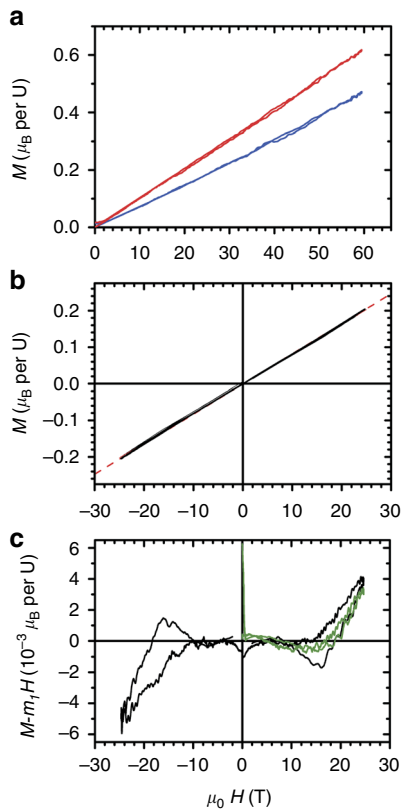 a
M (μB per U)
0.6
0.4
0.2
0.0
0 10 20 30 40 50 60
b
M (μB per U)
0.2
0.1
0.0
–0.1
–0.2
–30 –20 –10 0 10 20 30
c
M-m1H (10–3 μB per U)
6
4
2
0
–2
–4
–6
–30 –20 –10 0 10 20 30
μ0 H (T)